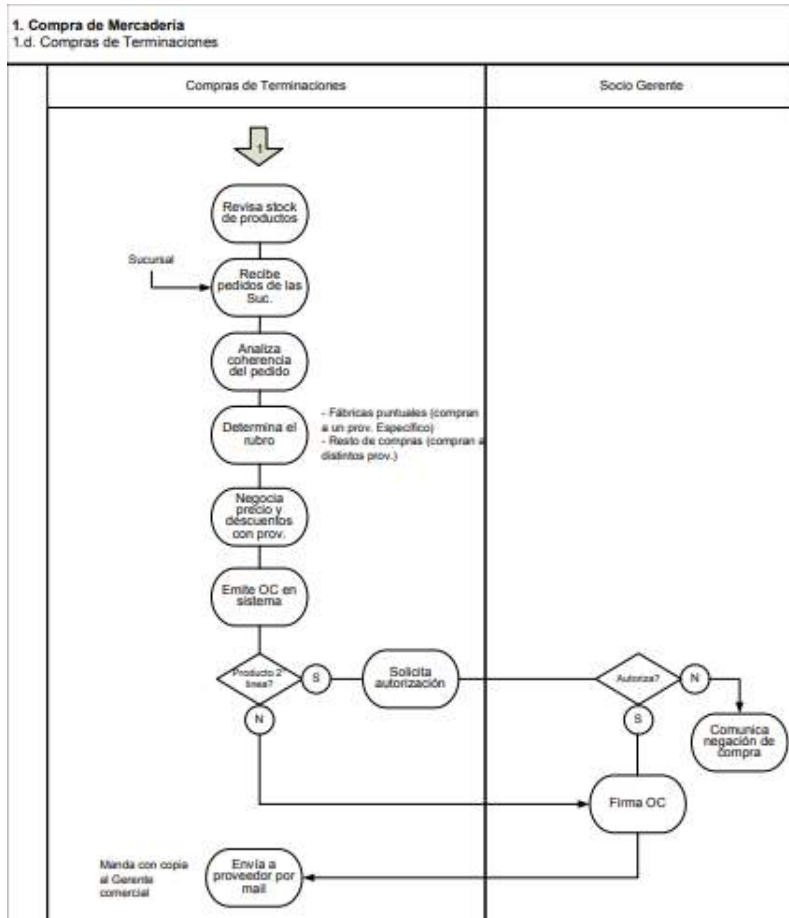 1. Compra de Mercadería
1.d. Compras de Terminaciones
Compras de Terminaciones
Socio Gerente
1
Revisa stock
de productos
Sucursal
Recibe
pedidos de las
Suc.
Analiza
coherencia
del pedido
Determina el
rubro
- Fábricas puntuales (compran
a un prov. Específico)
- Resto de compras (compran a
distintos prov.)
Negocia
precio y
descuentos
con prov.
Emite OC en
sistema
Producto 2°
linea?
S
Solicita
autorización
Autoriza?
N
N
S
Comunica
negación de
compra
Firma OC
Manda con copia
al Gerente
comercial
Envía a
proveedor por
mail